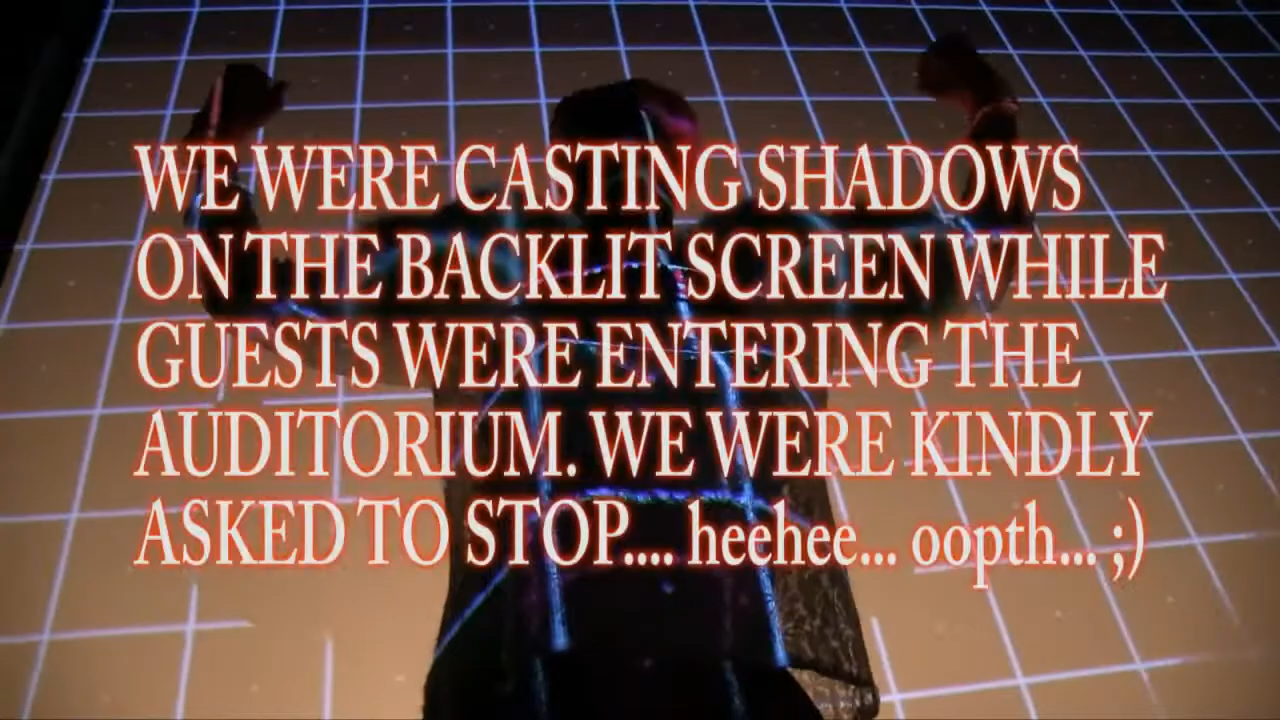 WE WERE CASTING SHADOWS
ON THE BACKLIT SCREEN WHILE
GUESTS WERE ENTERING THE
AUDITORIUM. WE WERE KINDLY
ASKED TO STOP.... heehee... oopth... ;)